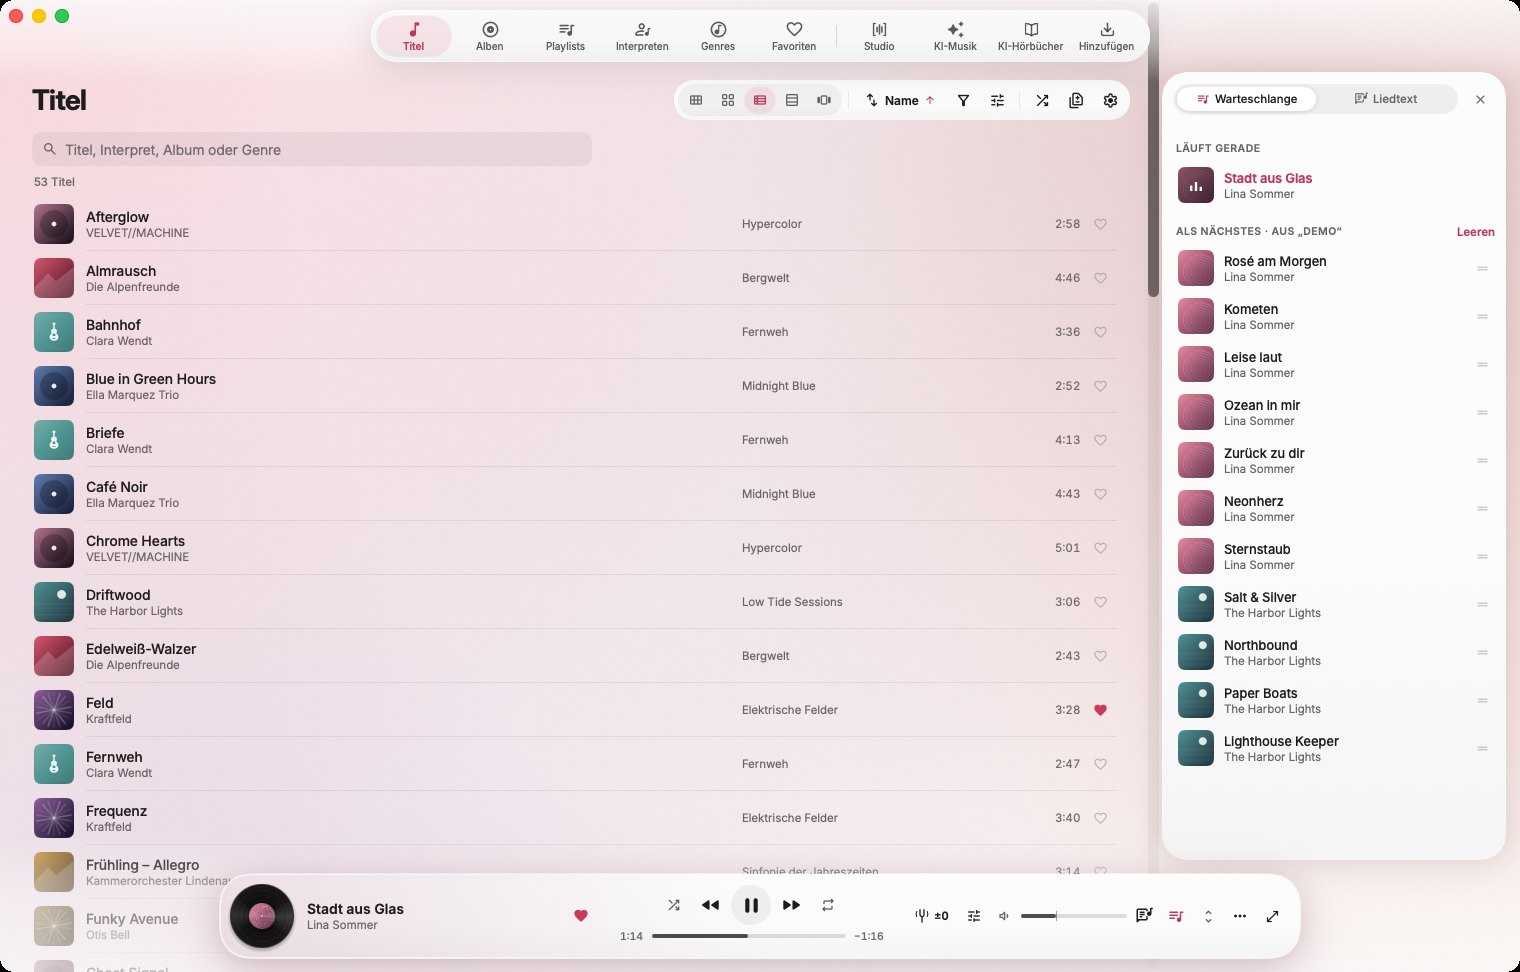 Titel
Alben
Playlists
Interpreten
Genres
Favoriten
Studio
KI-Musik
KI-Hörbücher
Hinzufügen
Titel
Name
Titel, Interpret, Album oder Genre
53 Titel
Afterglow
VELVET//MACHINE
Hypercolor
2:58
Almrausch
Die Alpenfreunde
Bergwelt
4:46
Bahnhof
Clara Wendt
Fernweh
3:36
Blue in Green Hours
Ella Marquez Trio
Midnight Blue
2:52
Briefe
Clara Wendt
Fernweh
4:13
Café Noir
Ella Marquez Trio
Midnight Blue
4:43
Chrome Hearts
VELVET//MACHINE
Hypercolor
5:01
Driftwood
The Harbor Lights
Low Tide Sessions
3:06
Edelweiß-Walzer
Die Alpenfreunde
Bergwelt
2:43
Feld
Kraftfeld
Elektrische Felder
3:28
Fernweh
Clara Wendt
Fernweh
2:47
Frequenz
Kraftfeld
Elektrische Felder
3:40
Frühling – Allegro
Kammerorchester Lindenau
Sinfonie der Jahreszeiten
3:14
Funky Avenue
Otis Bell
Ghost Signal
Warteschlange
Liedtext
LÄUFT GERADE
Stadt aus Glas
Lina Sommer
ALS NÄCHSTES · AUS „DEMO“
Leeren
Rosé am Morgen
Lina Sommer
Kometen
Lina Sommer
Leise laut
Lina Sommer
Ozean in mir
Lina Sommer
Zurück zu dir
Lina Sommer
Neonherz
Lina Sommer
Sternstaub
Lina Sommer
Salt & Silver
The Harbor Lights
Northbound
The Harbor Lights
Paper Boats
The Harbor Lights
Lighthouse Keeper
The Harbor Lights
Stadt aus Glas
Lina Sommer
1:14
−1:16
±0